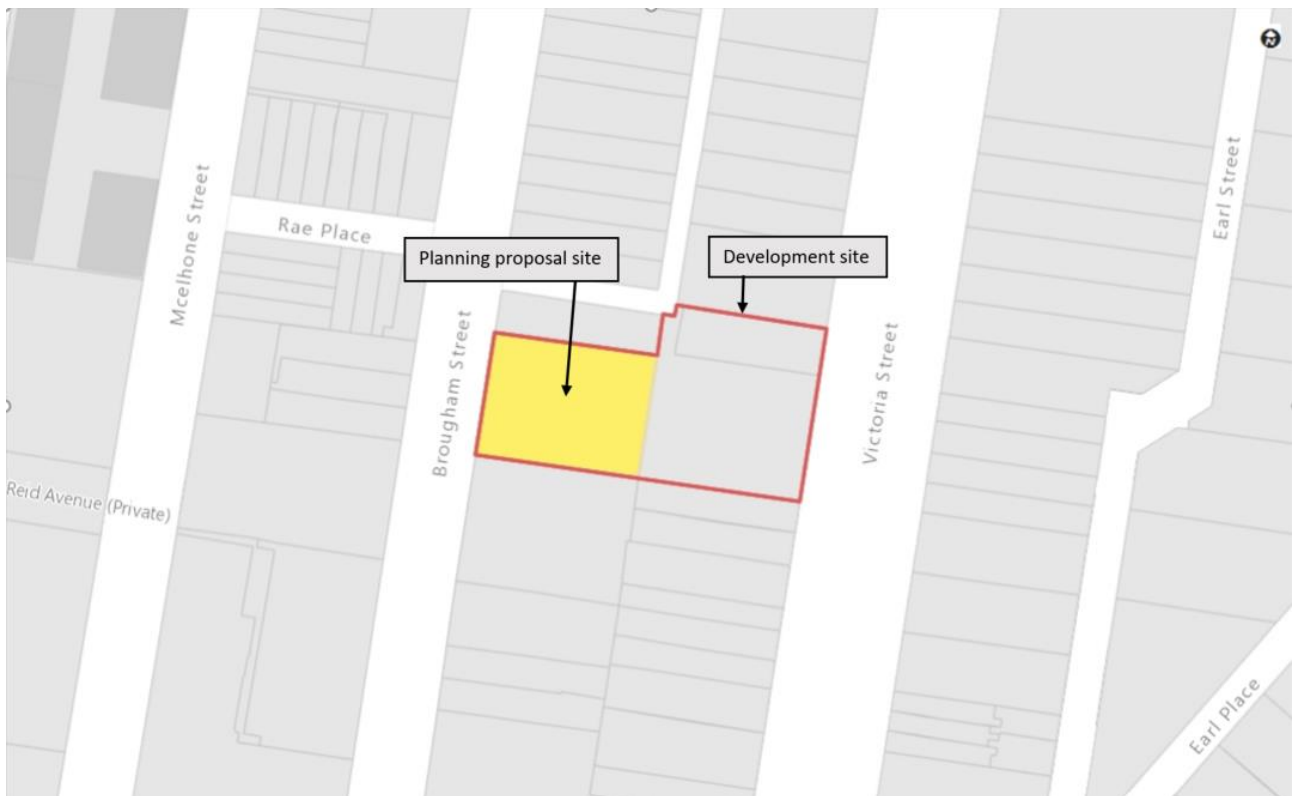 Mcelhone Street
Rae Place
Planning proposal site
Development site
Earl Street
Brougham Street
Victoria Street
Reid Avenue (Private)
Earl Place